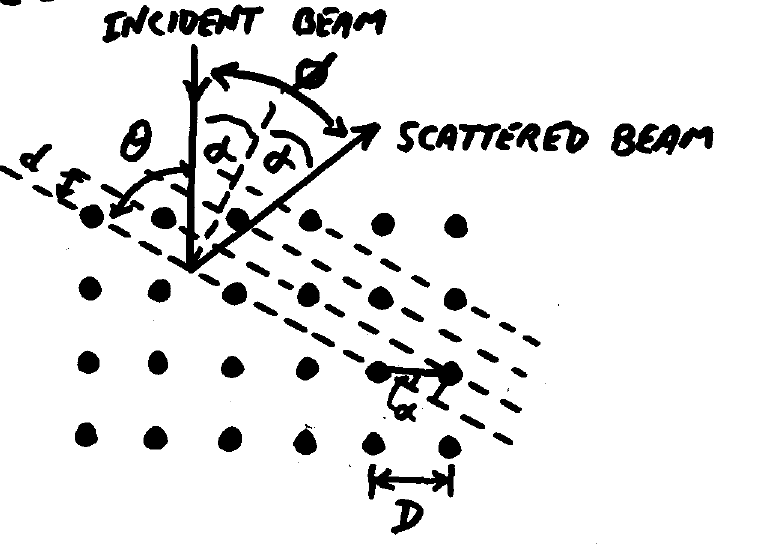 INCIDENT BEAM
Ø
θ
α
α
SCATTERED BEAM
d
α
D